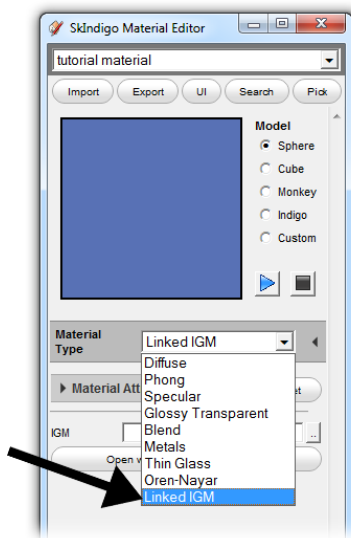 SkIndigo Material Editor
tutorial material
Import Export UI Search Pick
Model
Sphere
Cube
Monkey
Indigo
Custom
Material Type
Linked IGM
Diffuse
Phong
Specular
Glossy Transparent
Blend
Metals
Thin Glass
Oren-Nayar
Linked IGM
Material Att
IGM
..
Open